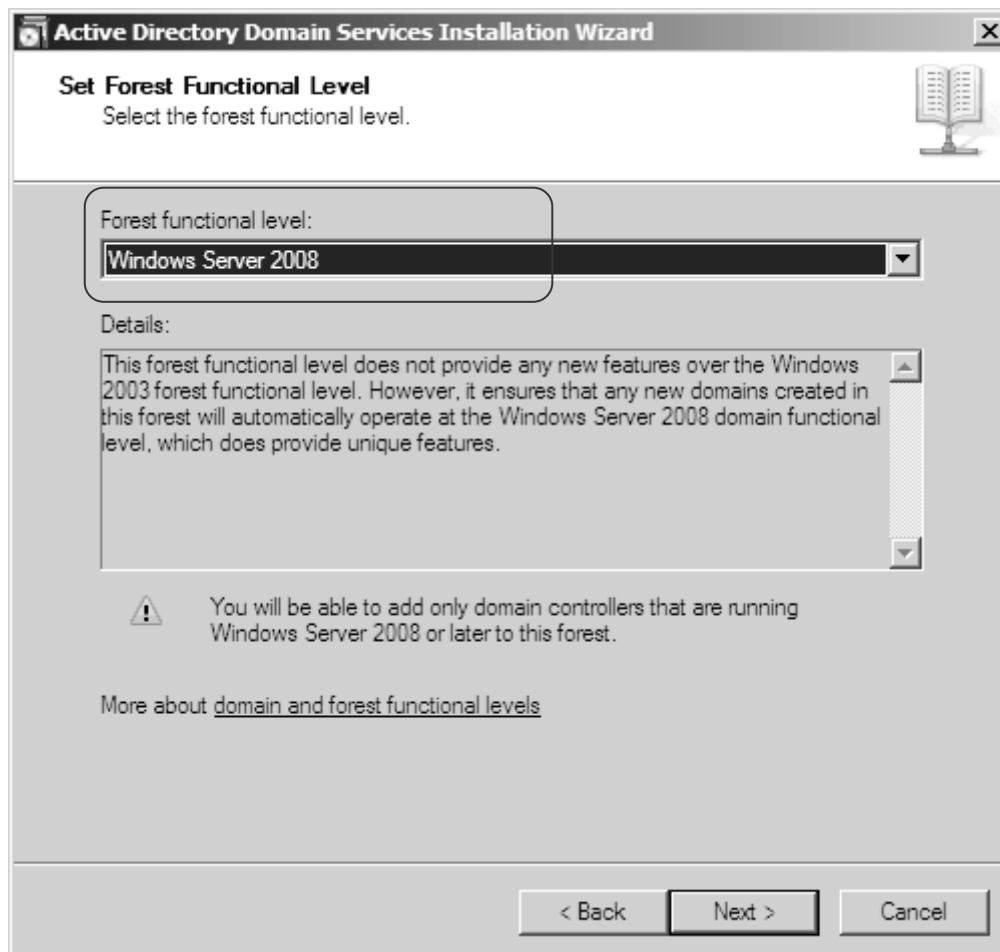 Active Directory Domain Services Installation Wizard
Set Forest Functional Level
Select the forest functional level.
Forest functional level:
Windows Server 2008
Details:
This forest functional level does not provide any new features over the Windows
2003 forest functional level. However, it ensures that any new domains created in
this forest will automatically operate at the Windows Server 2008 domain functional
level, which does provide unique features.
You will be able to add only domain controllers that are running
Windows Server 2008 or later to this forest.
More about domain and forest functional levels
< Back
Next >
Cancel